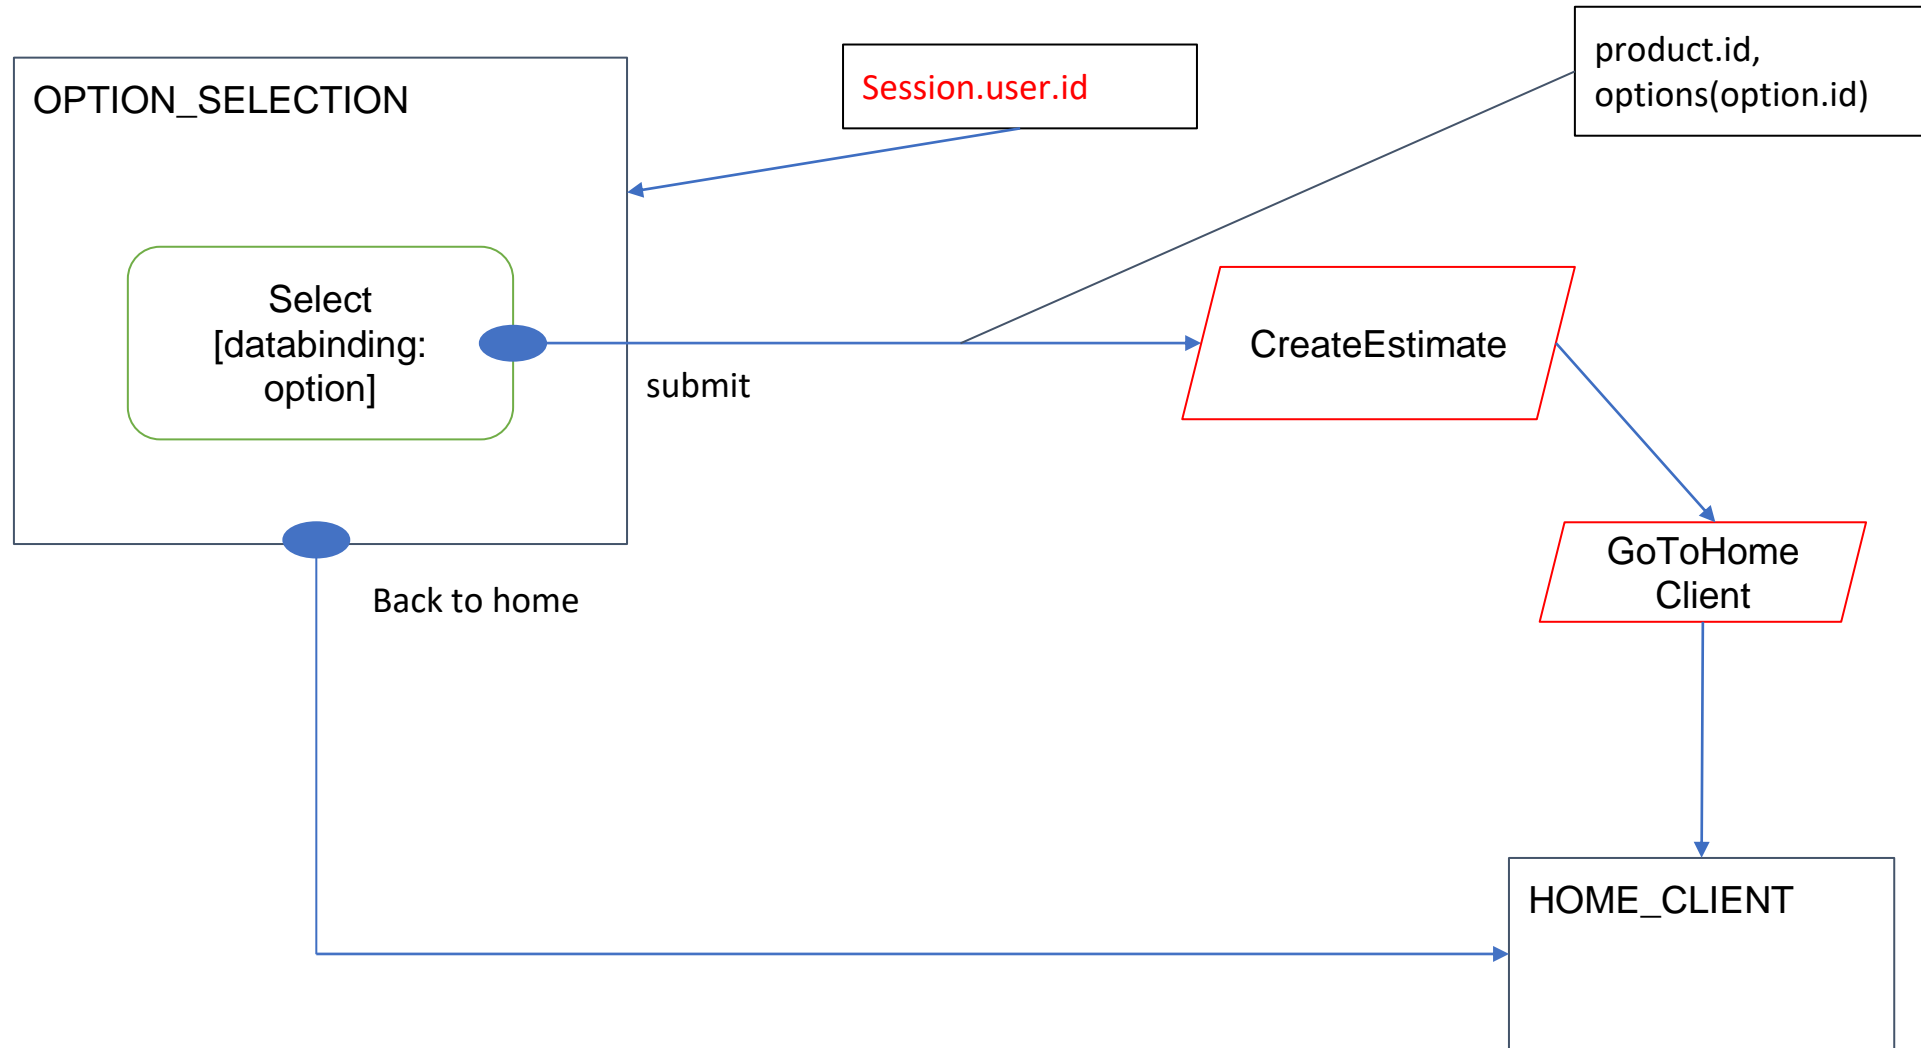 product.id,
options(option.id)
Session.user.id
OPTION_SELECTION
Select
[databinding:
option]
submit
CreateEstimate
GoToHome
Client
Back to home
HOME_CLIENT